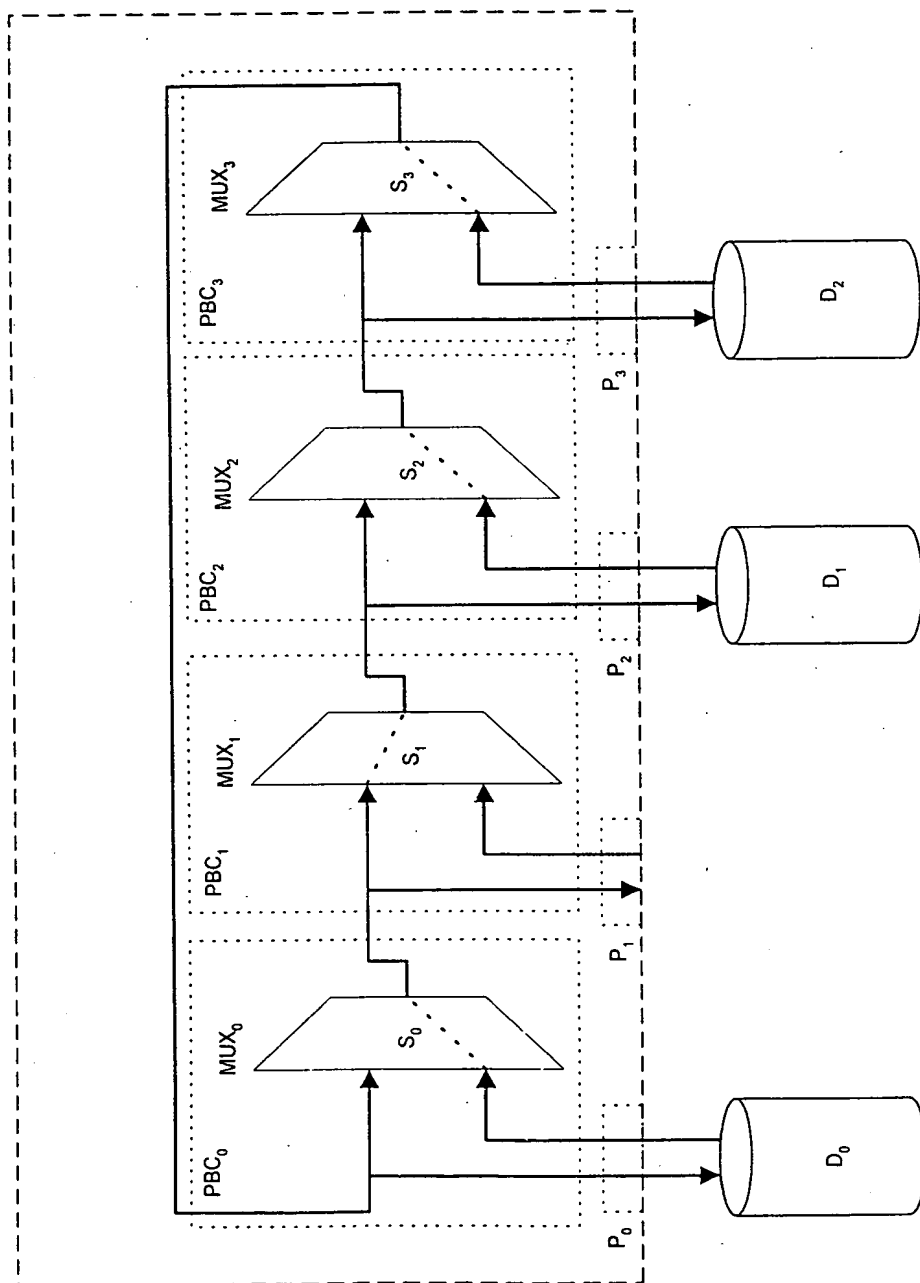 MUX₀
MUX₁
MUX₂
MUX₃
S₀
S₁
S₂
S₃
PBC₀
PBC₁
PBC₂
PBC₃
P₀
P₁
P₂
P₃
D₀
D₁
D₂